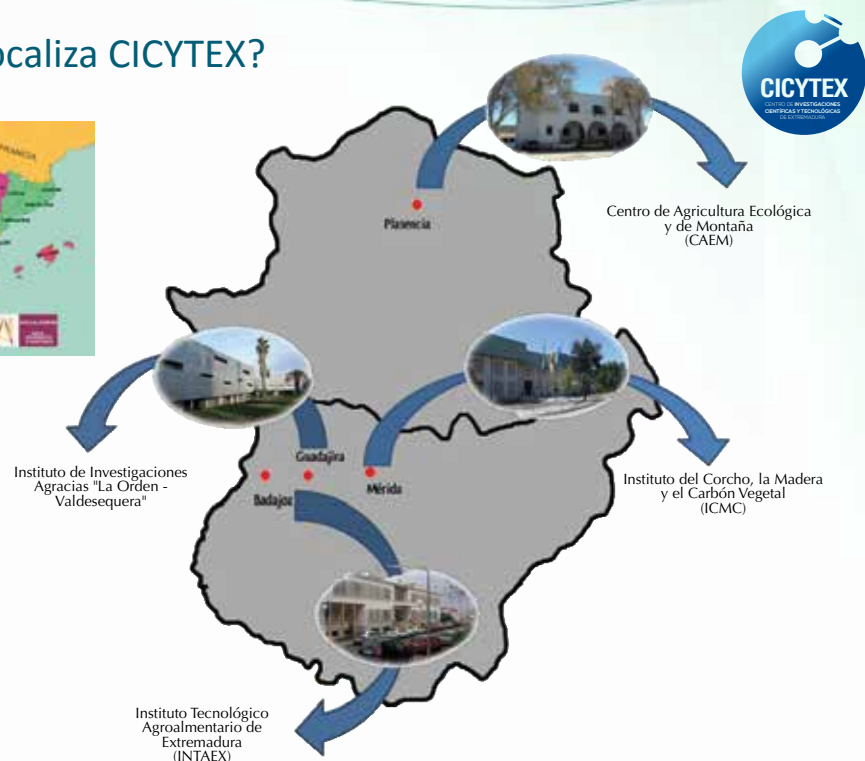 ocaliza CICYTEX?
CICYTEX
CENTRO DE INVESTIGACIONES
CIENTÍFICAS Y TECNOLÓGICAS
DE EXTREMADURA
FRANCIA
Plasencia
Centro de Agricultura Ecológica
y de Montaña
(CAEM)
Guadajira
Badajoz
Mérida
Instituto de Investigaciones
Agracias "La Orden -
Valdesequera"
Instituto del Corcho, la Madera
y el Carbón Vegetal
(ICMC)
Instituto Tecnológico
Agroalmentario de
Extremadura
(INTAEX)